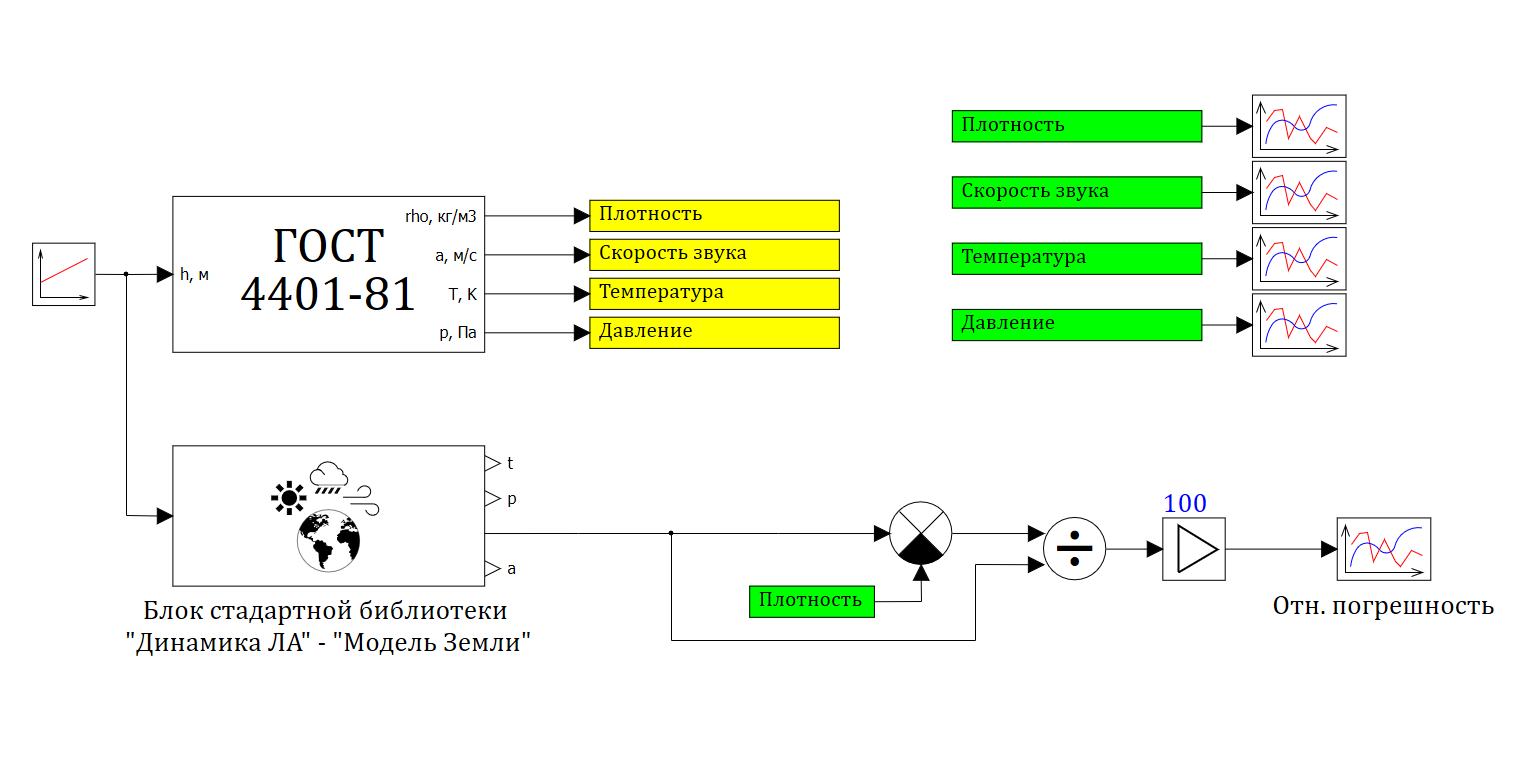 Плотность
Скорость звука
Температура
Давление
h, м
ГОСТ
4401-81
rho, кг/м3
a, м/с
T, K
p, Па
Плотность
Скорость звука
Температура
Давление
t
p
a
Блок стадартной библиотеки
"Динамика ЛА" - "Модель Земли"
Плотность
100
Отн. погрешность